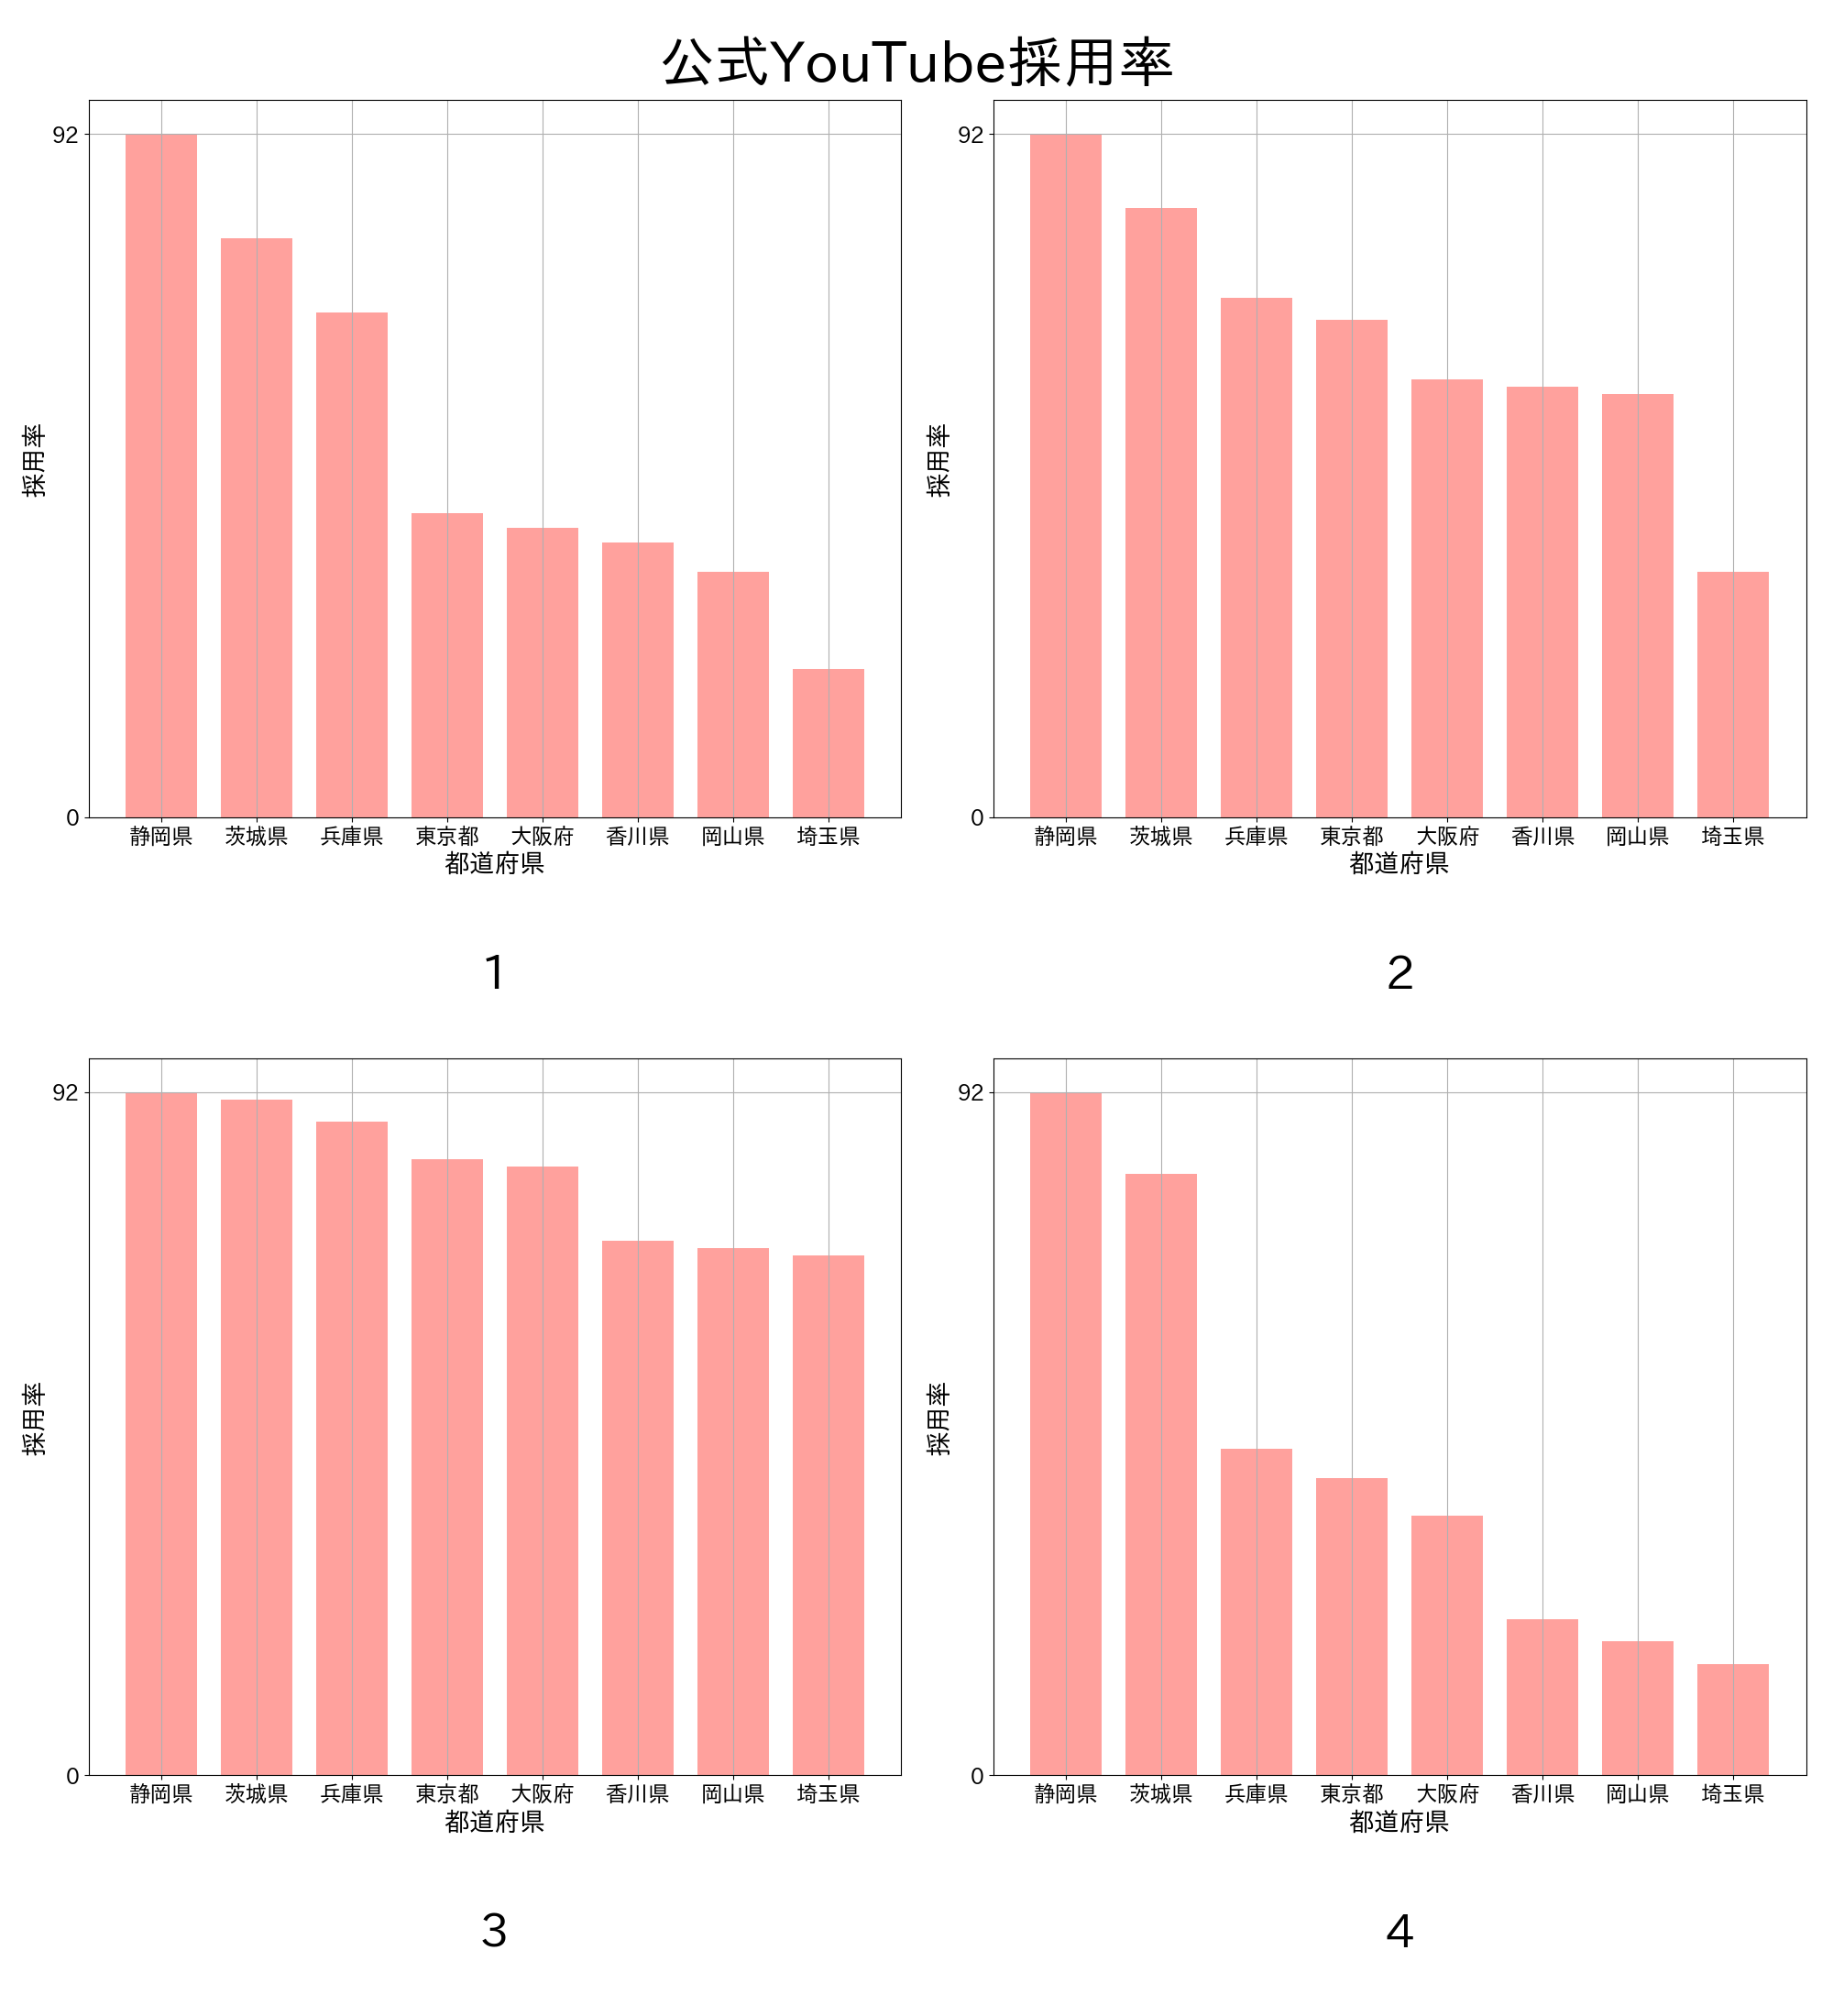 公式YouTube採用率
92
0
採用率
静岡県 茨城県 兵庫県 東京都 大阪府 香川県 岡山県 埼玉県
都道府県
1
92
0
採用率
静岡県 茨城県 兵庫県 東京都 大阪府 香川県 岡山県 埼玉県
都道府県
2
92
0
採用率
静岡県 茨城県 兵庫県 東京都 大阪府 香川県 岡山県 埼玉県
都道府県
3
92
0
採用率
静岡県 茨城県 兵庫県 東京都 大阪府 香川県 岡山県 埼玉県
都道府県
4